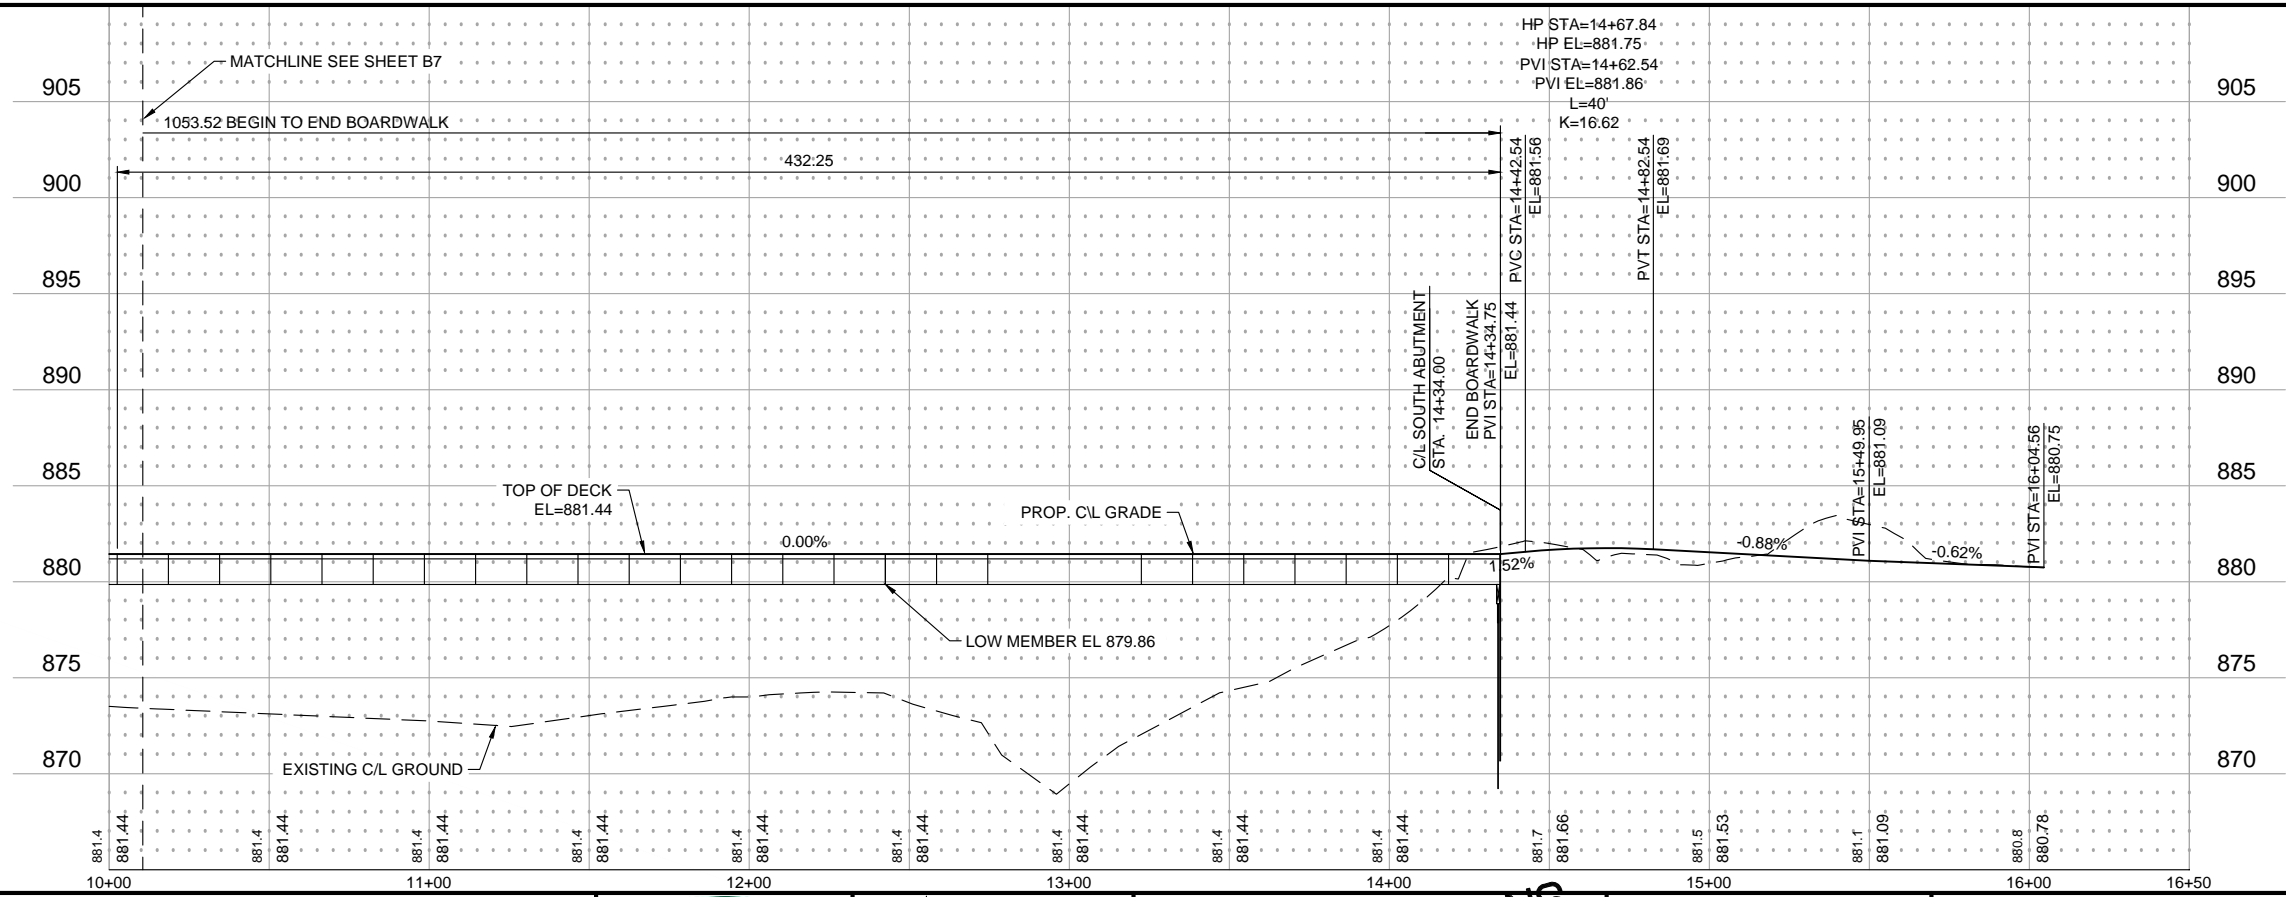 HP STA=14+67.84
HP EL=881.75
PVI STA=14+62.54
PVI EL=881.86
L=40'
K=16.62
MATCHLINE SEE SHEET B7
905
905
1053.52 BEGIN TO END BOARDWALK
432.25
900
900
PVC STA=14+42.54
EL=881.56
PVT STA=14+82.54
EL=881.69
895
895
C/L SOUTH ABUTMENT
STA. 14+34.00
END BOARDWALK
PVI STA=14+34.75
EL=881.44
890
890
PVI STA=15+49.95
EL=881.09
PVI STA=16+04.56
EL=880.75
885
885
TOP OF DECK
EL=881.44
PROP. C\L GRADE
0.00%
1.52%
-0.88%
-0.62%
880
880
LOW MEMBER EL 879.86
875
875
EXISTING C/L GROUND
870
870
881.4
881.44
881.4
881.44
881.4
881.44
881.4
881.44
881.4
881.44
881.4
881.44
881.4
881.44
881.4
881.44
881.4
881.44
881.7
881.66
881.5
881.53
881.1
881.09
880.8
880.78
10+00
11+00
12+00
13+00
14+00
15+00
16+00
16+50